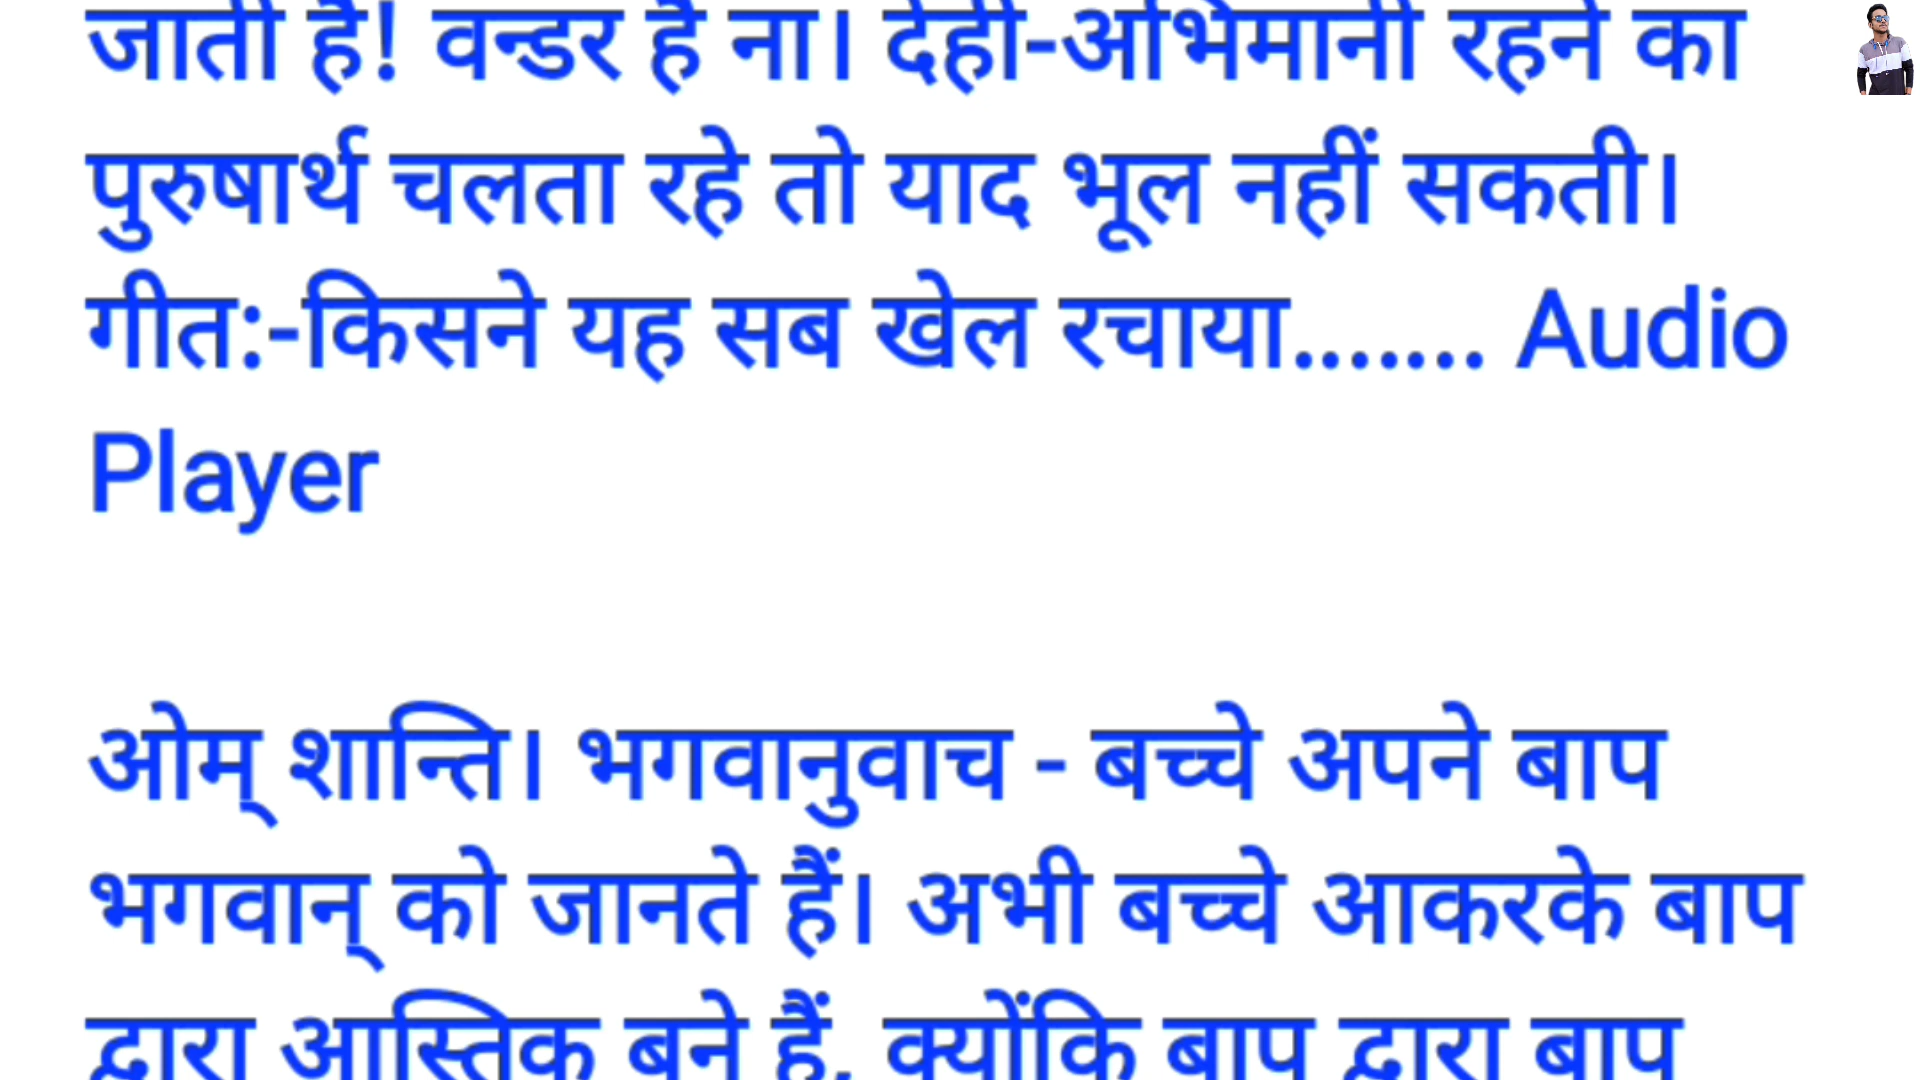 जाती है! वन्डर है ना। देही-अभिमानी रहने का
पुरुषार्थ चलता रहे तो याद भूल नहीं सकती।
गीत:-किसने यह सब खेल रचाया....... Audio
Player
ओम् शान्ति। भगवानुवाच - बच्चे अपने बाप
भगवान् को जानते हैं। अभी बच्चे आकरके बाप
द्वारा आस्तिक बने हैं, क्योंकि बाप द्वारा बाप